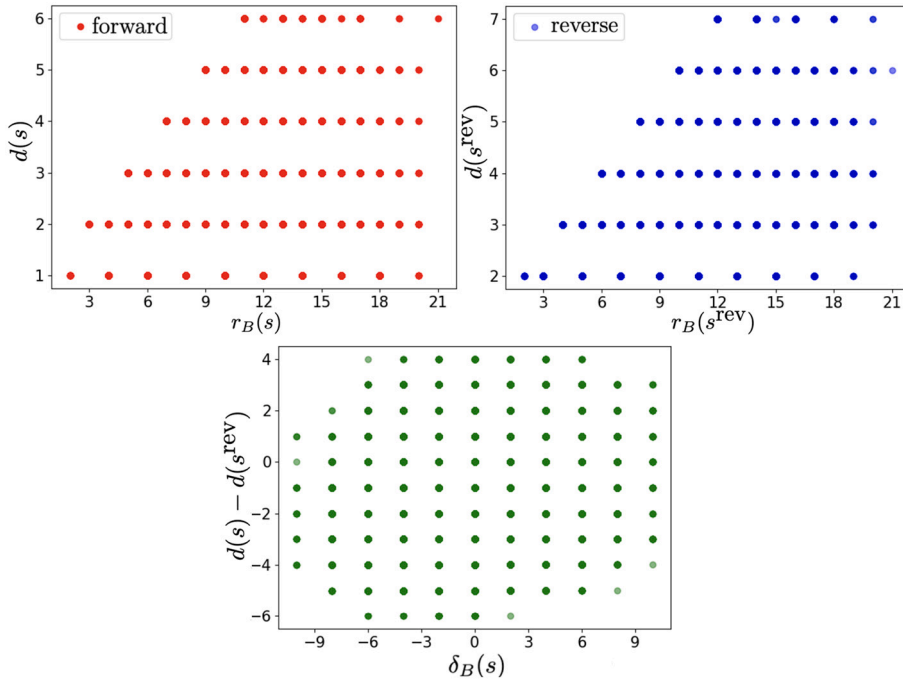 forward
6
5
4
3
2
1
d(s)
3 6 9 12 15 18 21
r_B(s)
reverse
7
6
5
4
3
2
d(s^rev)
3 6 9 12 15 18 21
r_B(s^rev)
4
2
0
−2
−4
−6
d(s) − d(s^rev)
−9 −6 −3 0 3 6 9
δ_B(s)